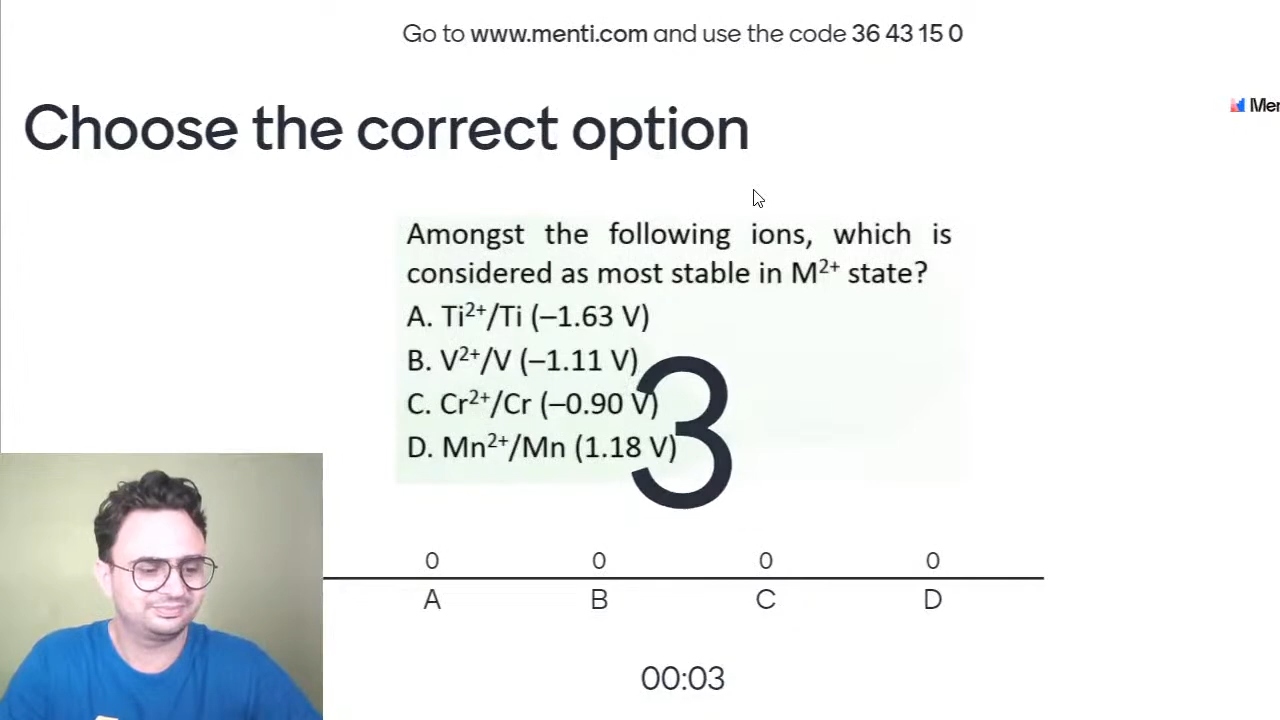 Go to www.menti.com and use the code 36 43 15 0
Mer
Choose the correct option
Amongst the following ions, which is
considered as most stable in M²⁺ state?
A. Ti²⁺/Ti (–1.63 V)
B. V²⁺/V (–1.11 V)
C. Cr²⁺/Cr (–0.90 V)
D. Mn²⁺/Mn (1.18 V)
3
0 0 0 0
A B C D
00:03